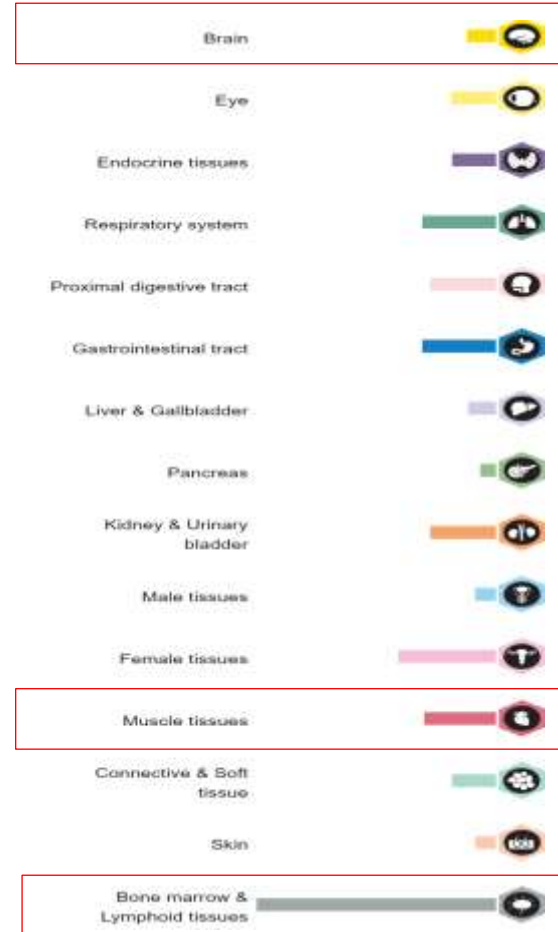 Brain
Eye
Endocrine tissues
Respiratory system
Proximal digestive tract
Gastrointestinal tract
Liver & Gallbladder
Pancreas
Kidney & Urinary
bladder
Male tissues
Female tissues
Muscle tissues
Connective & Soft
tissue
Skin
Bone marrow &
Lymphoid tissues